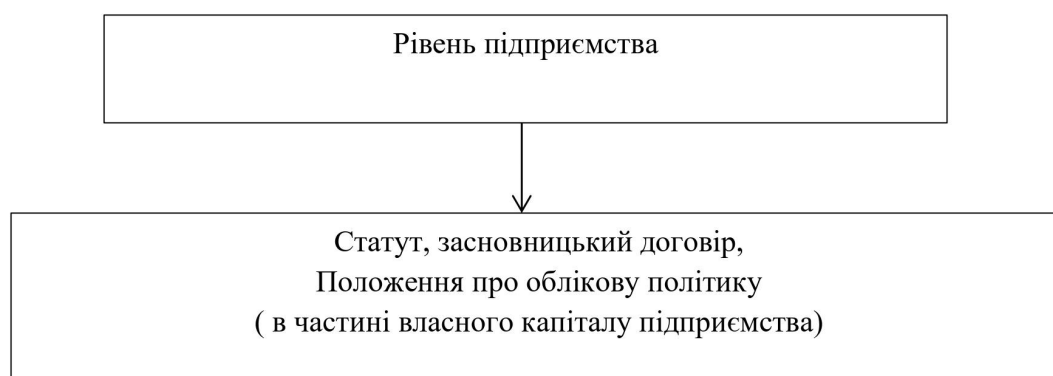 Рівень підприємства
Статут, засновницький договір,
Положення про облікову політику
( в частині власного капіталу підприємства)